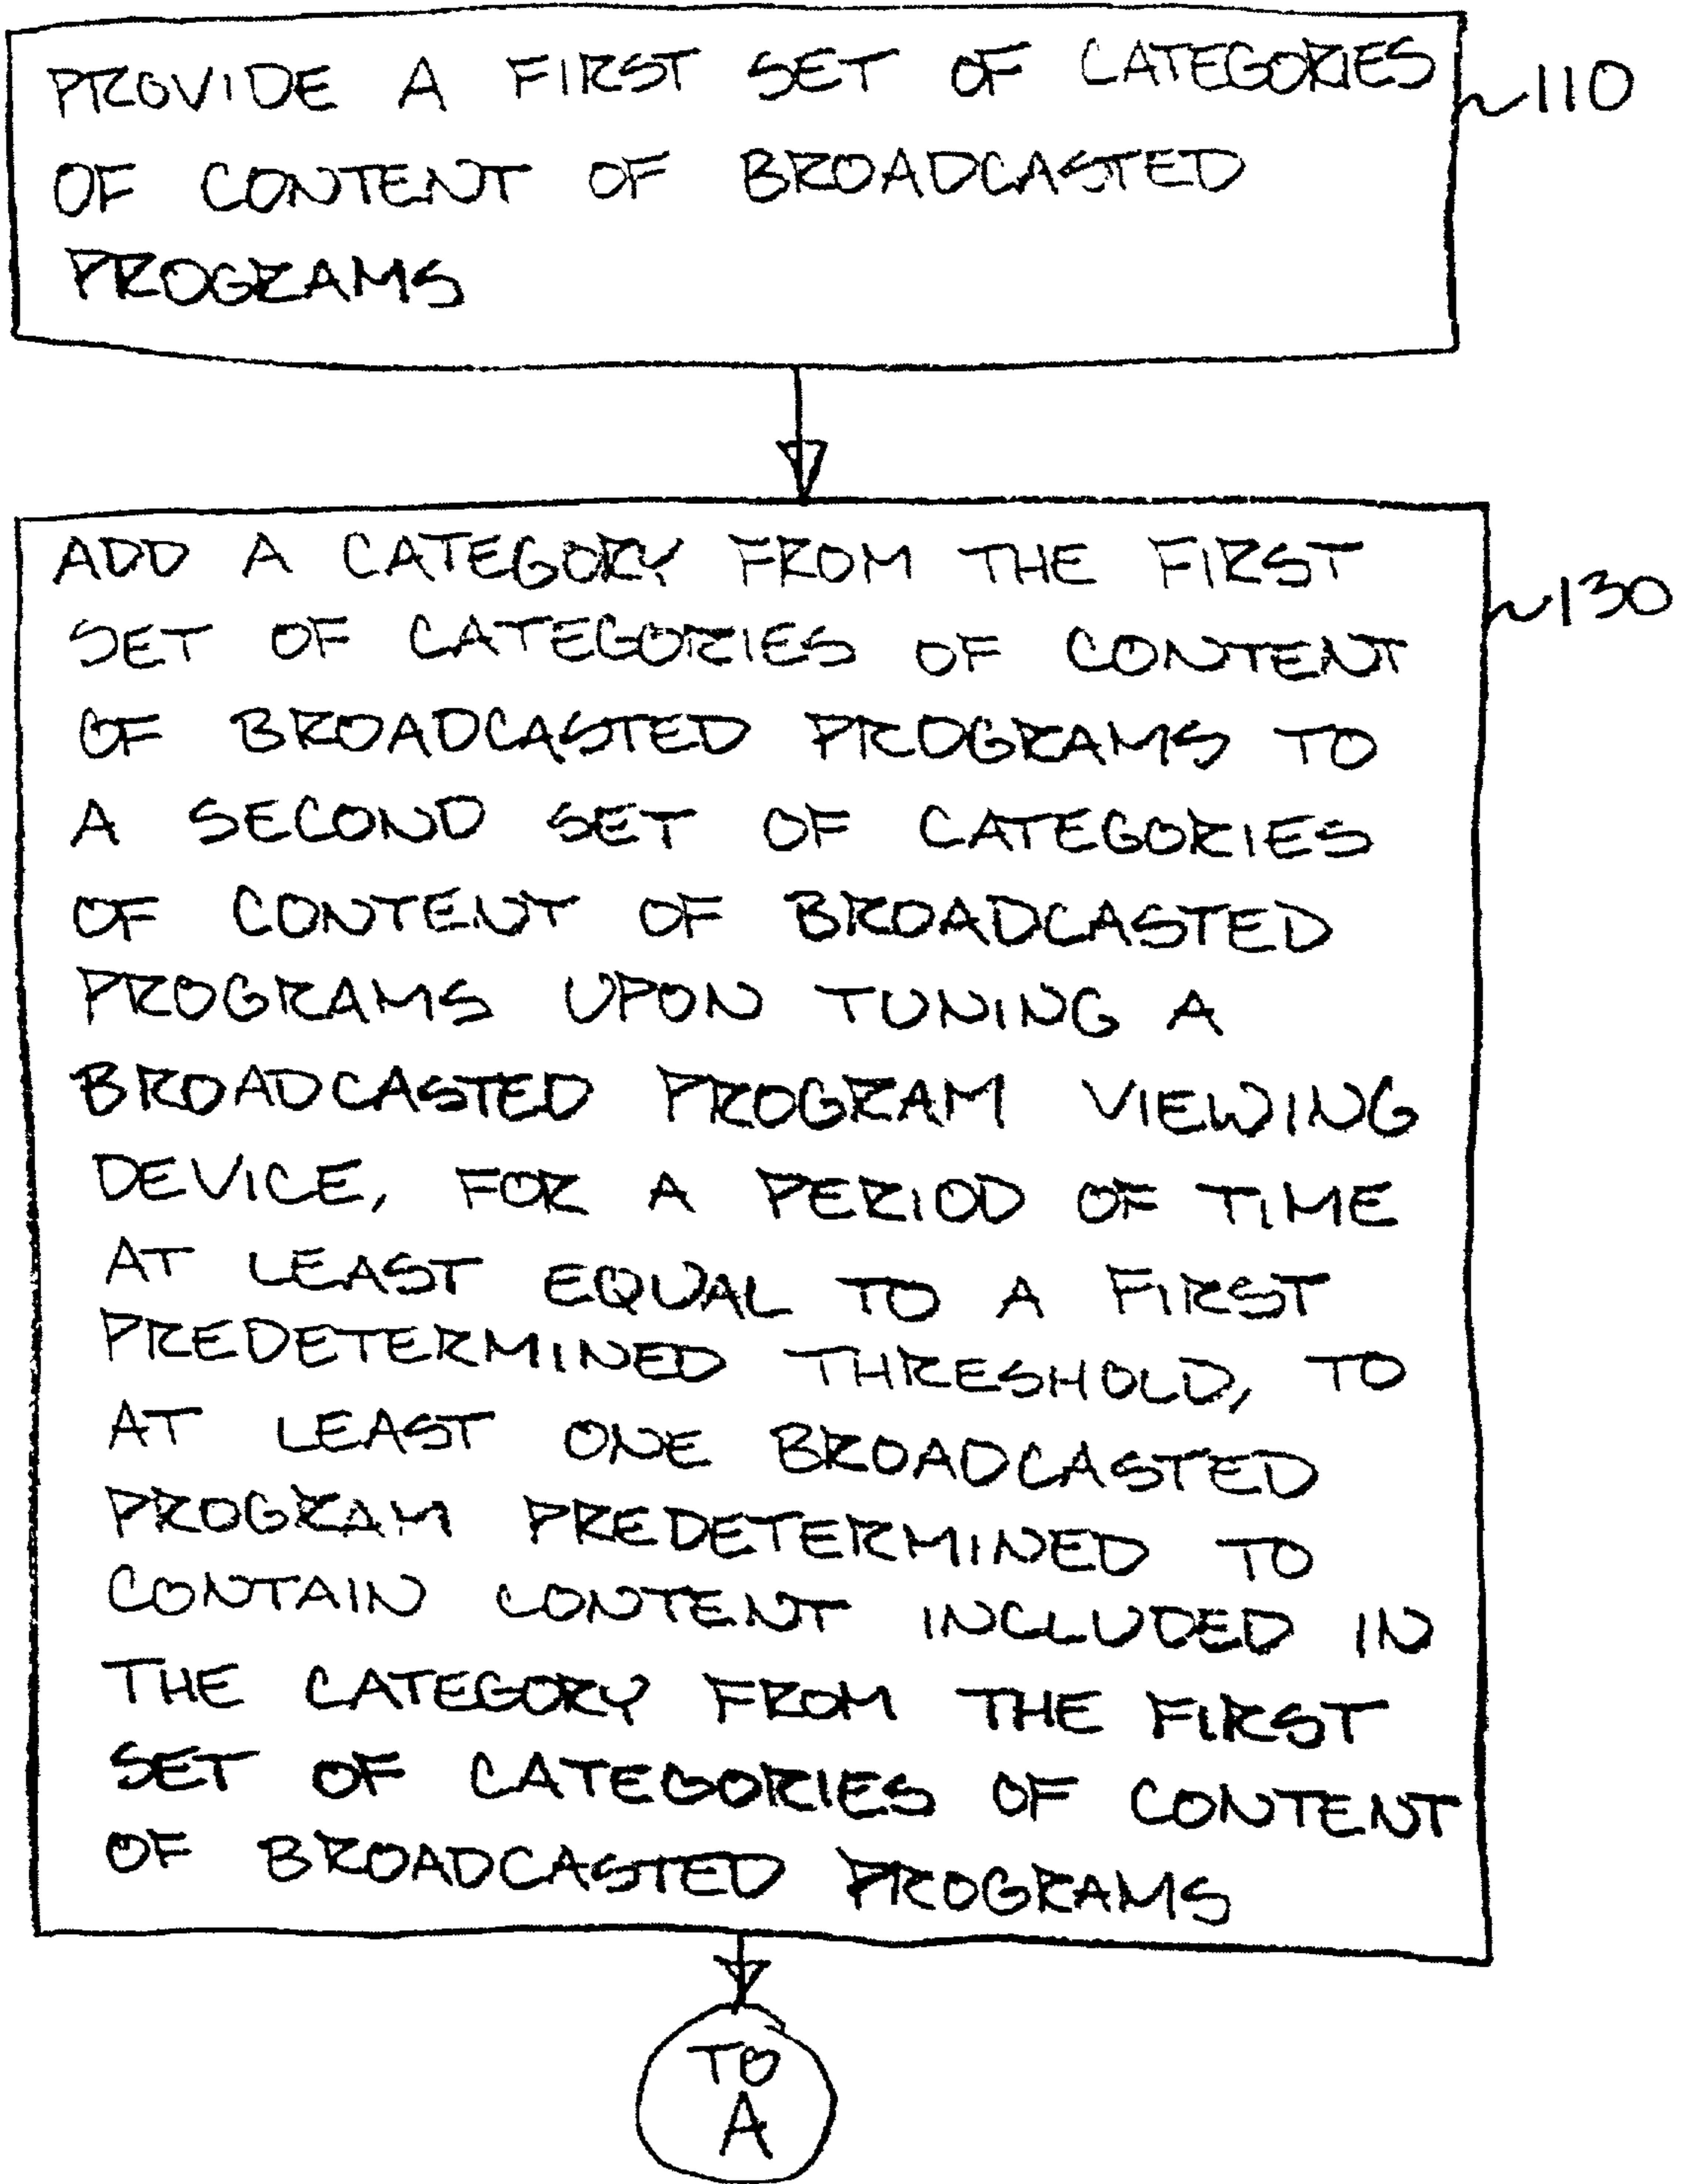 PROVIDE A FIRST SET OF CATEGORIES
110
OF CONTENT OF BROADCASTED
PROGRAMS
ADD A CATEGORY FROM THE FIRST
130
SET OF CATEGORIES OF CONTENT
OF BROADCASTED PROGRAMS TO
A SECOND SET OF CATEGORIES
OF CONTENT OF BROADCASTED
PROGRAMS UPON TUNING A
BROADCASTED PROGRAM VIEWING
DEVICE, FOR A PERIOD OF TIME
AT LEAST EQUAL TO A FIRST
PREDETERMINED THRESHOLD, TO
AT LEAST ONE BROADCASTED
PROGRAM PREDETERMINED TO
CONTAIN CONTENT INCLUDED IN
THE CATEGORY FROM THE FIRST
SET OF CATEGORIES OF CONTENT
OF BROADCASTED PROGRAMS
TO
A